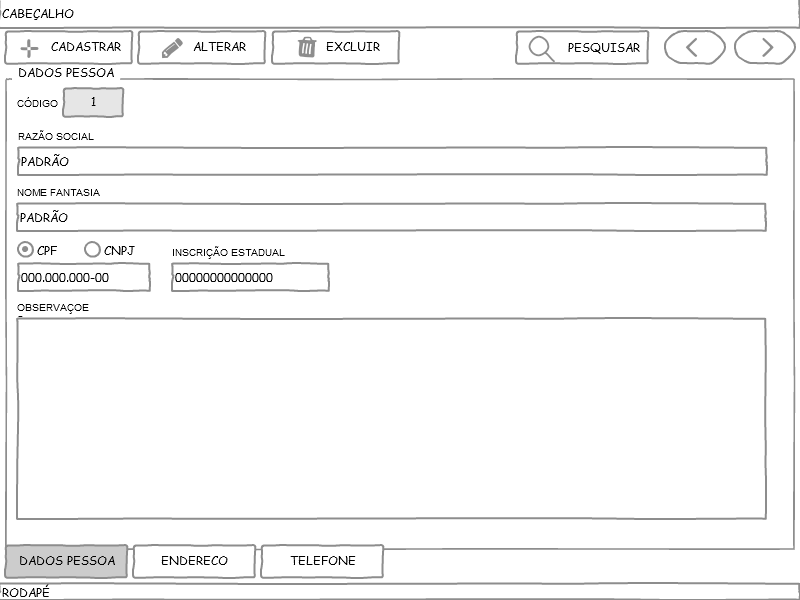 CABEÇALHO
CADASTRAR ALTERAR EXCLUIR PESQUISAR
DADOS PESSOA
CÓDIGO 1
RAZÃO SOCIAL
PADRÃO
NOME FANTASIA
PADRÃO
CPF CNPJ INSCRIÇÃO ESTADUAL
000.000.000-00 00000000000000
OBSERVAÇOE
DADOS PESSOA ENDERECO TELEFONE
RODAPÉ